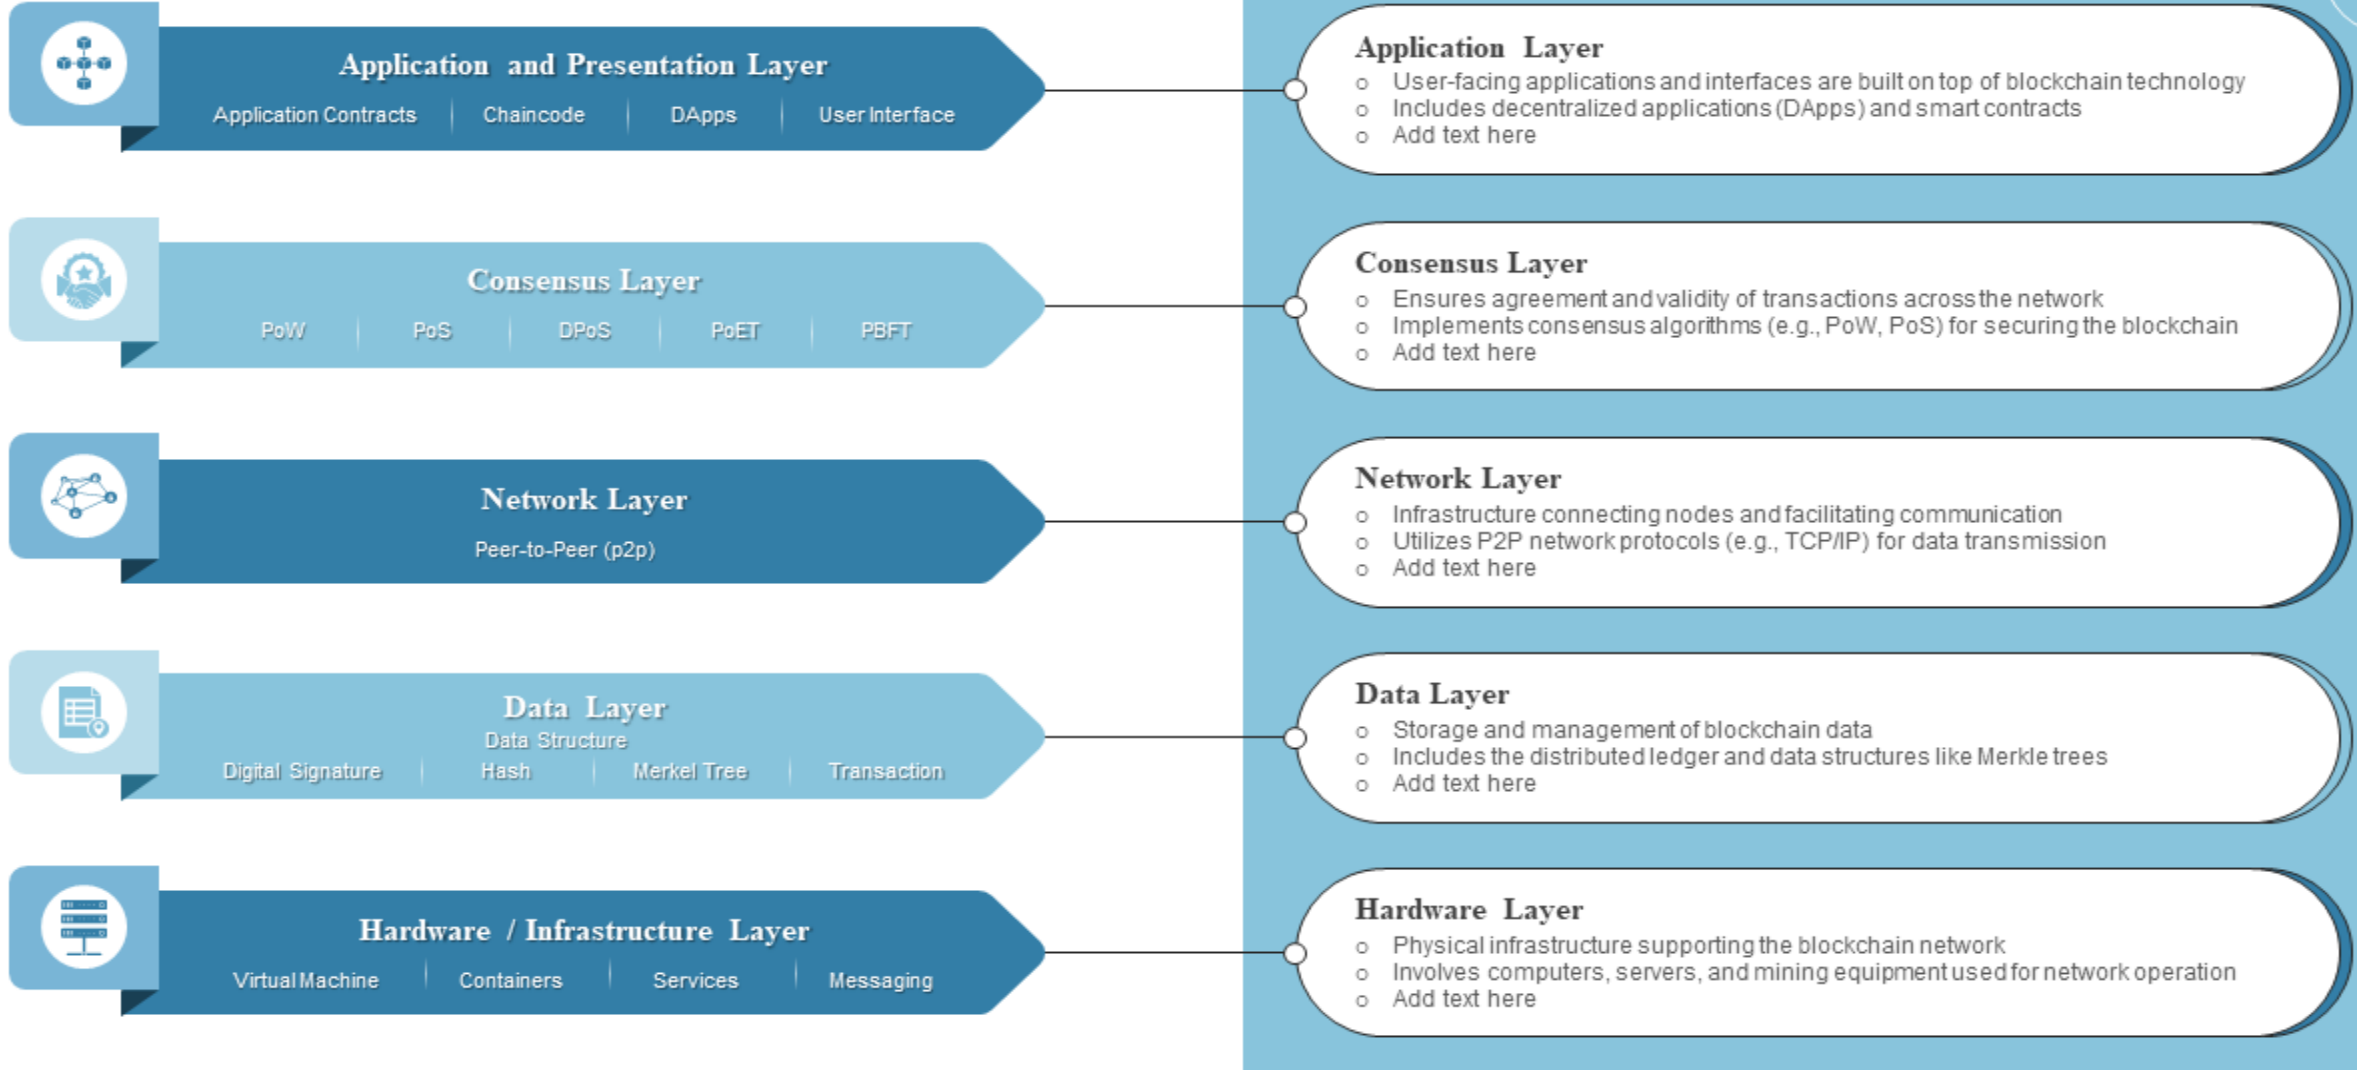 Application and Presentation Layer
Application Contracts Chaincode DApps User Interface
Application Layer
o User-facing applications and interfaces are built on top of blockchain technology
o Includes decentralized applications (DApps) and smart contracts
o Add text here
Consensus Layer
PoW PoS DPoS PoET PBFT
Consensus Layer
o Ensures agreement and validity of transactions across the network
o Implements consensus algorithms (e.g., PoW, PoS) for securing the blockchain
o Add text here
Network Layer
Peer-to-Peer (p2p)
Network Layer
o Infrastructure connecting nodes and facilitating communication
o Utilizes P2P network protocols (e.g., TCP/IP) for data transmission
o Add text here
Data Layer
Data Structure
Digital Signature Hash Merkel Tree Transaction
Data Layer
o Storage and management of blockchain data
o Includes the distributed ledger and data structures like Merkle trees
o Add text here
Hardware / Infrastructure Layer
Virtual Machine Containers Services Messaging
Hardware Layer
o Physical infrastructure supporting the blockchain network
o Involves computers, servers, and mining equipment used for network operation
o Add text here